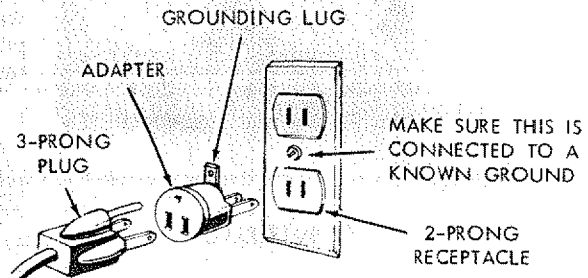 GROUNDING LUG
ADAPTER
3-PRONG
PLUG
MAKE SURE THIS IS
CONNECTED TO A
KNOWN GROUND
2-PRONG
RECEPTACLE